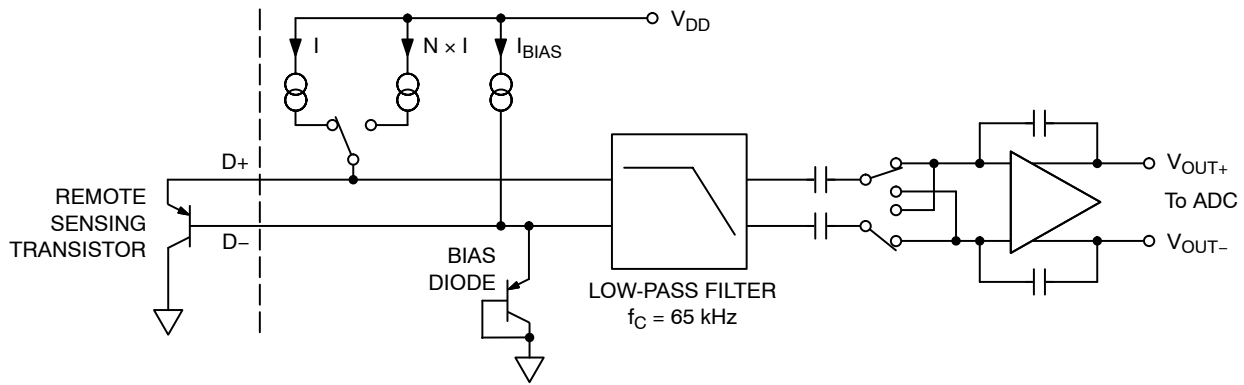 V_DD
I
N × I
I_BIAS
D+
REMOTE
SENSING
TRANSISTOR
D−
BIAS
DIODE
LOW-PASS FILTER
f_C = 65 kHz
V_OUT+
To ADC
V_OUT−